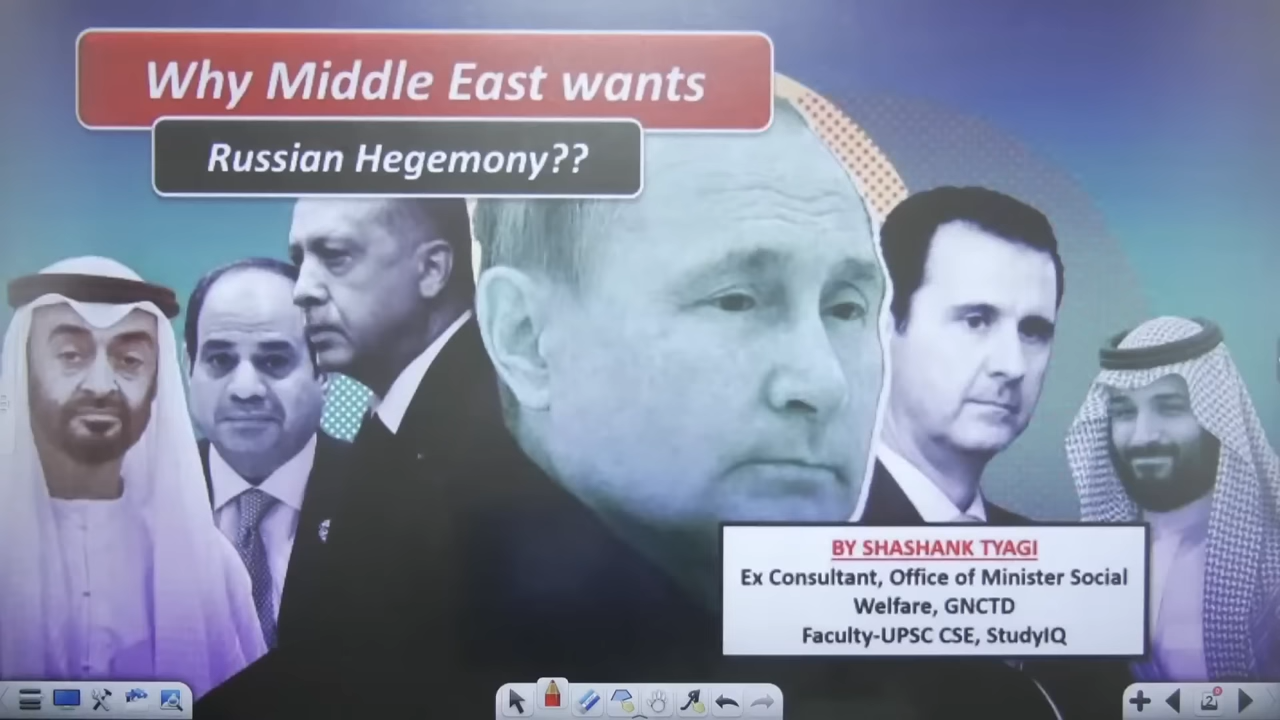 Why Middle East wants
Russian Hegemony??
BY SHASHANK TYAGI
Ex Consultant, Office of Minister Social
Welfare, GNCTD
Faculty-UPSC CSE, StudyIQ
2